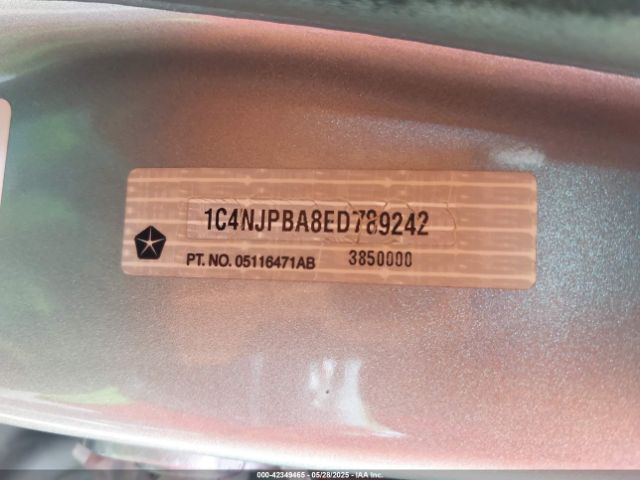 1C4NJPBA8ED789242
PT. NO. 05116471AB 3850000
000-42349465 - 05/28/2025 - IAA Inc.